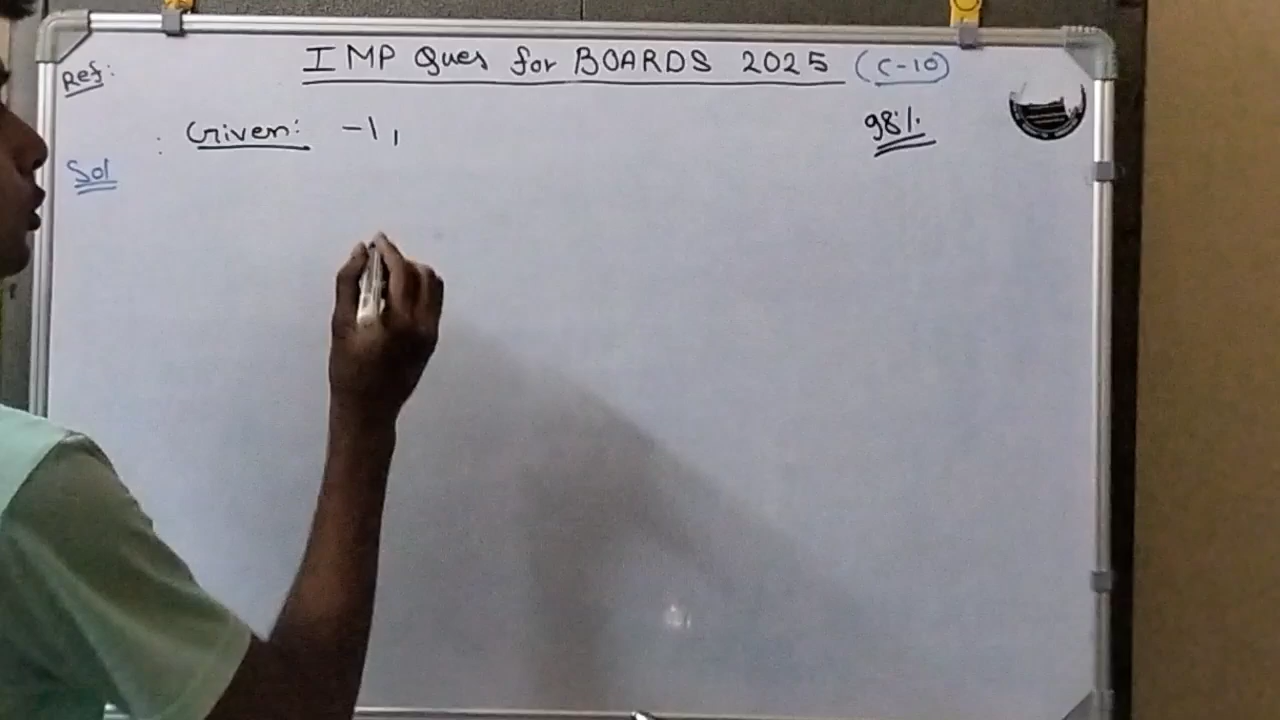 Ref:
IMP Ques for BOARDS 2025 (C-10)
Given: -1,
98%.
Sol